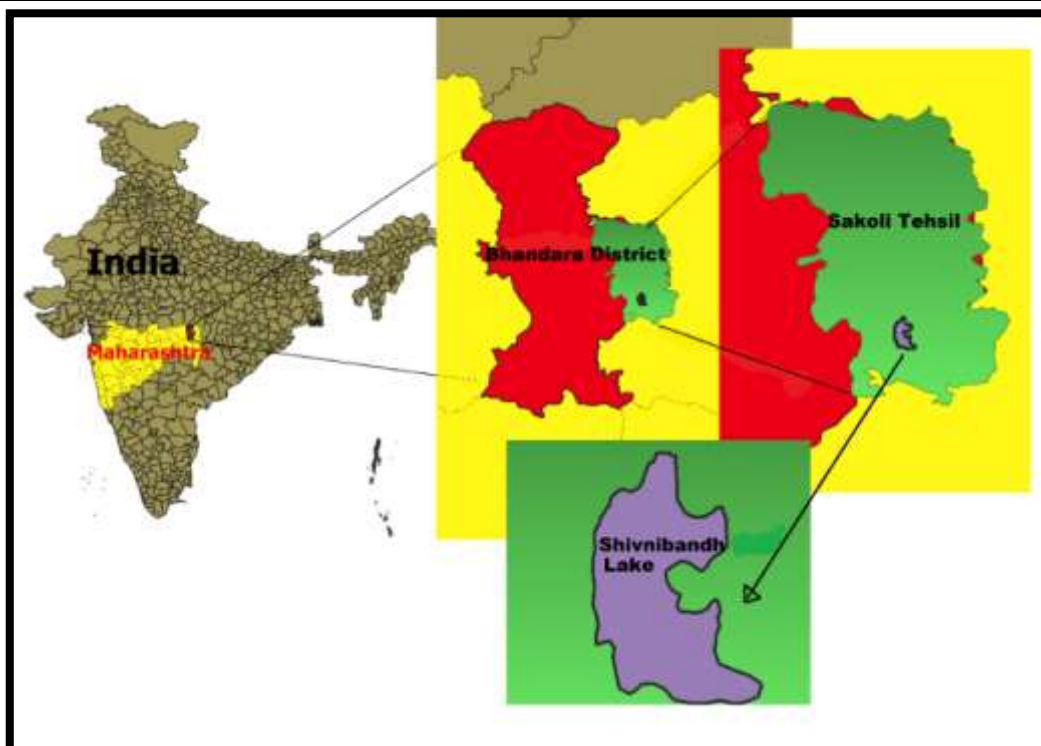 India
Maharashtra
Bhandara District
Sakoli Tehsil
Shivnibandh
Lake